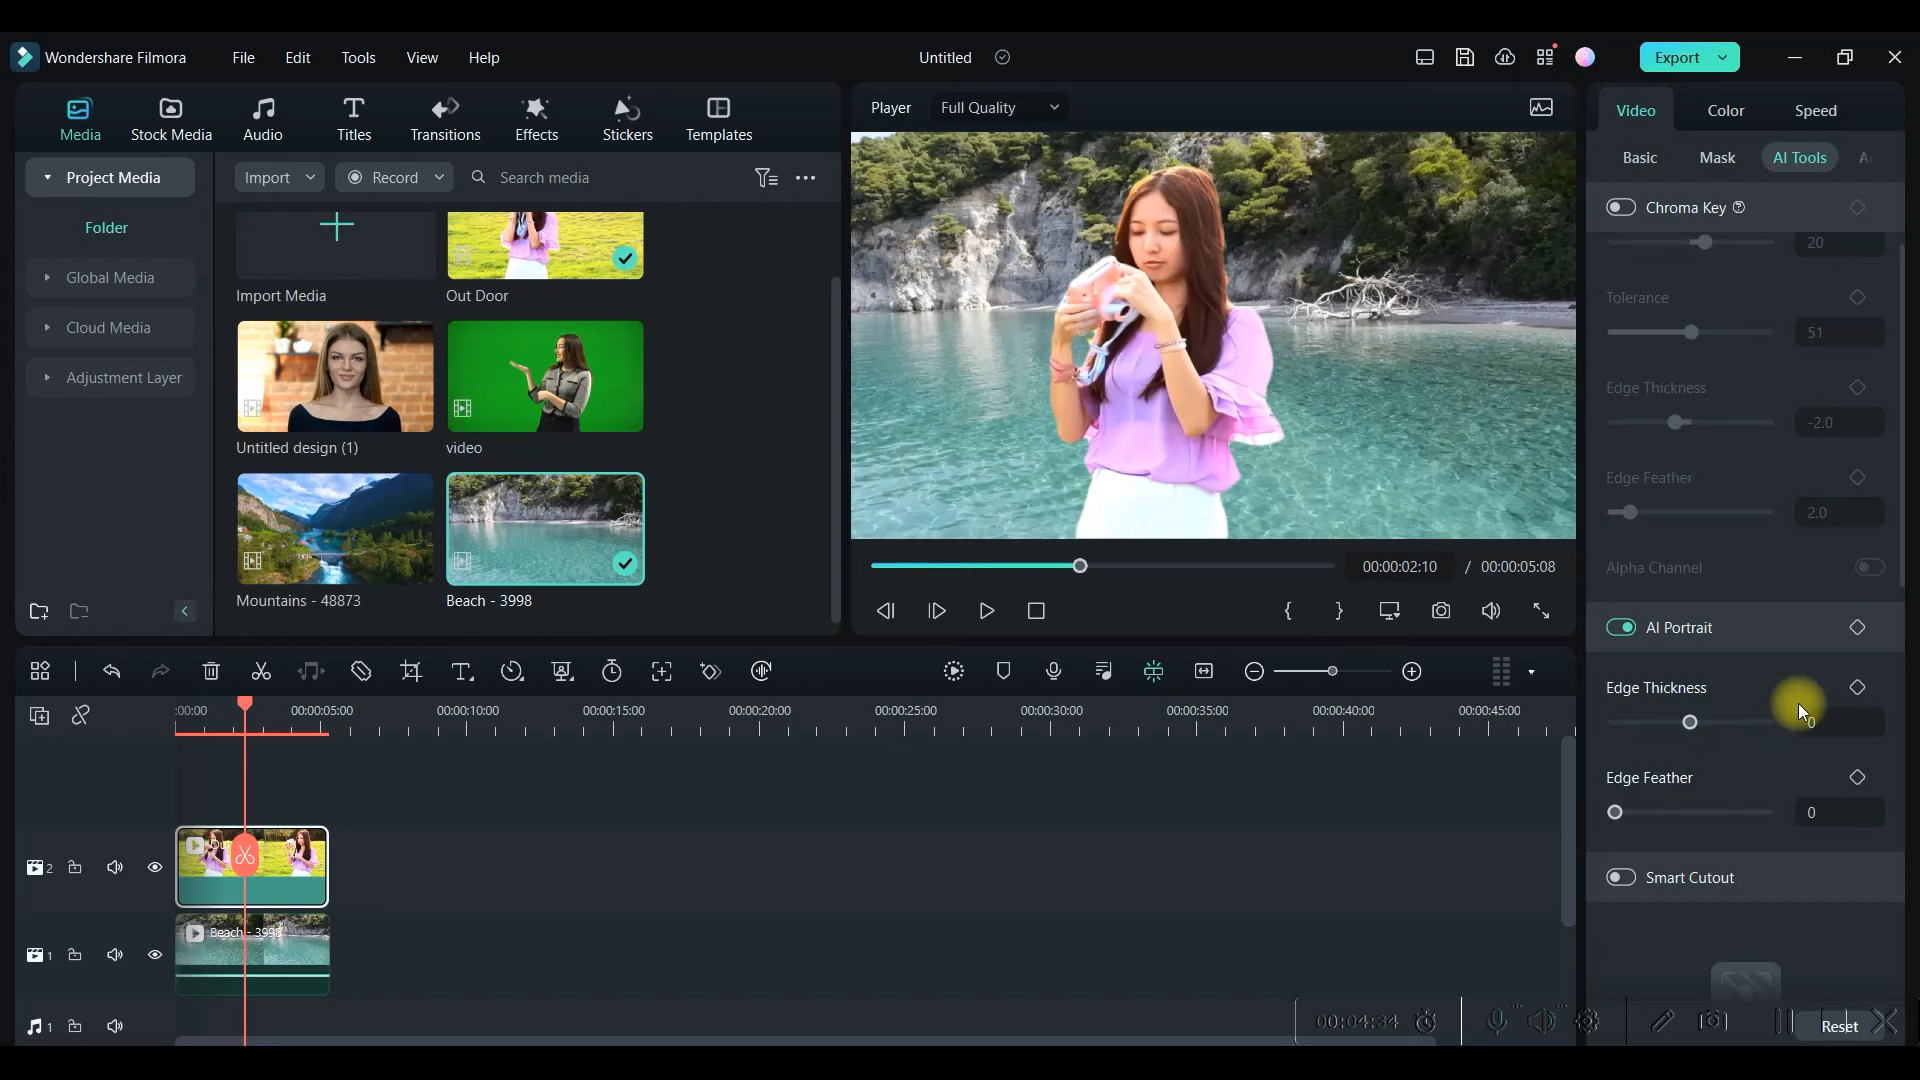 Wondershare Filmora
File
Edit
Tools
View
Help
Untitled
Export
Media
Stock Media
Audio
Titles
Transitions
Effects
Stickers
Templates
Player
Full Quality
Video
Color
Speed
Basic
Mask
AI Tools
Project Media
Folder
Global Media
Cloud Media
Adjustment Layer
Import
Record
Search media
Import Media
Out Door
Untitled design (1)
video
Mountains - 48873
Beach - 3998
00:00:02:10 / 00:00:05:08
Chroma Key
20
Tolerance
51
Edge Thickness
-2.0
Edge Feather
2.0
Alpha Channel
AI Portrait
Edge Thickness
0
Edge Feather
0
Smart Cutout
Reset
:00:00
00:00:05:00
00:00:10:00
00:00:15:00
00:00:20:00
00:00:25:00
00:00:30:00
00:00:35:00
00:00:40:00
00:00:45:00
2
Beach - 3998
1
1
00:04:34